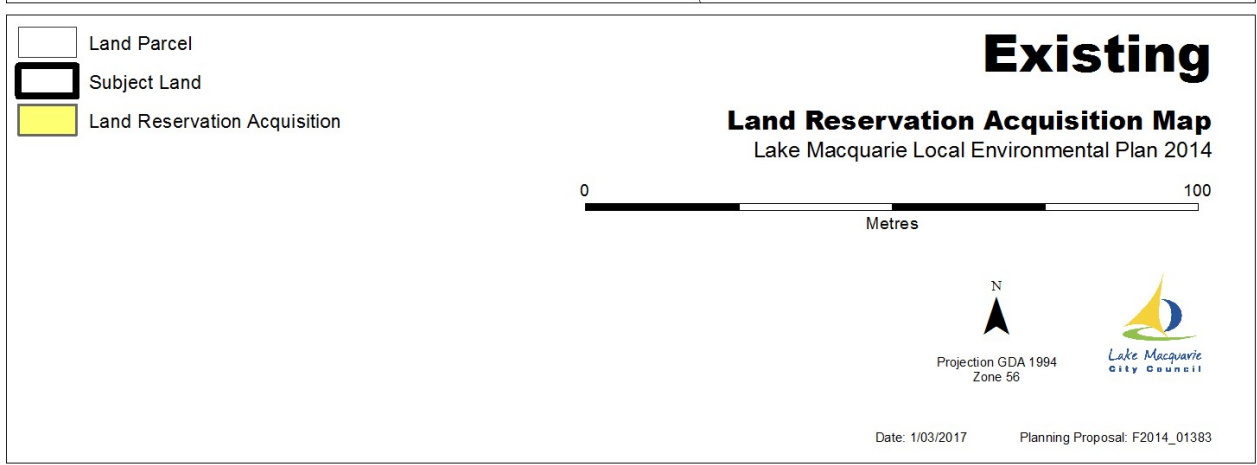 Land Parcel
Subject Land
Land Reservation Acquisition
Existing
Land Reservation Acquisition Map
Lake Macquarie Local Environmental Plan 2014
0 100
Metres
N
Projection GDA 1994
Zone 56
Lake Macquarie
City Council
Date: 1/03/2017 Planning Proposal: F2014_01383